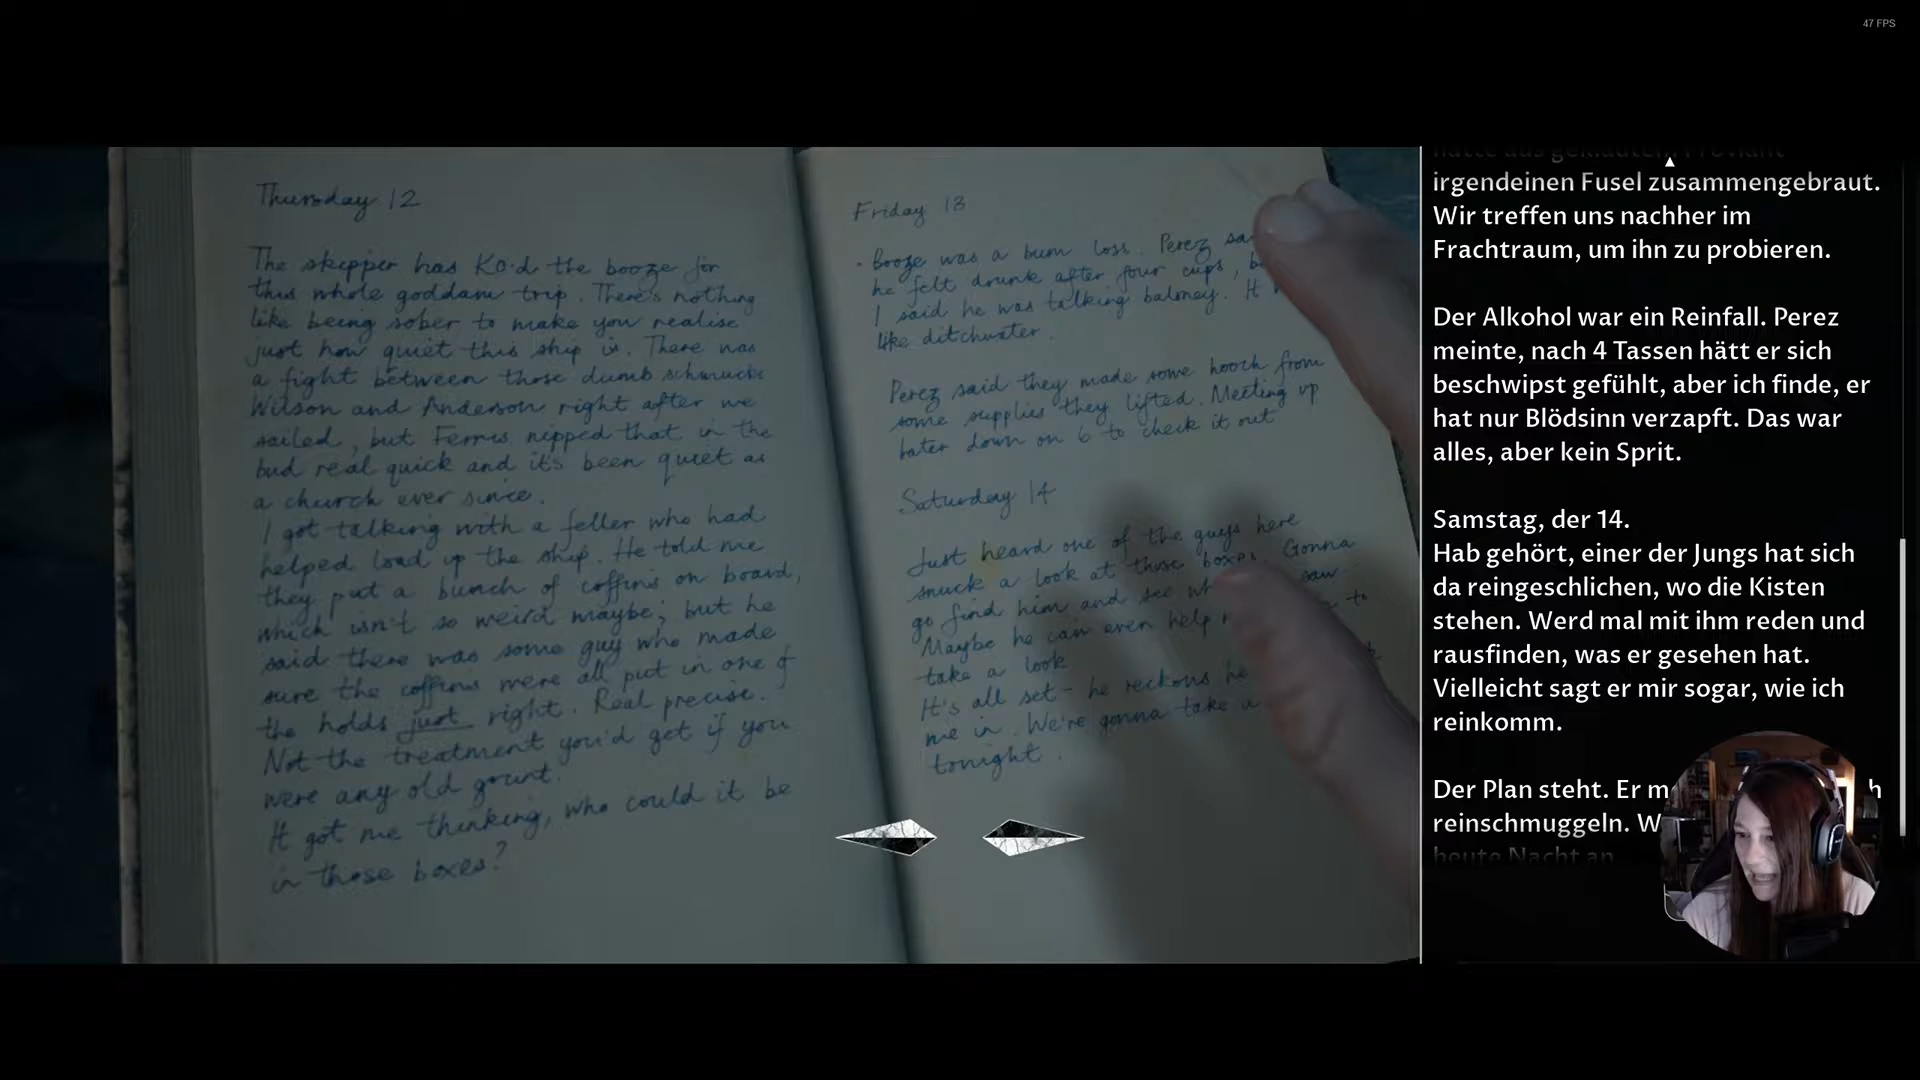 47 FPS
Thursday 12
The skipper has KO'd the booze for
this whole goddam trip. There's nothing
like being sober to make you realise
just how quiet this ship is. There was
a fight between those dumb schmucks
Wilson and Anderson right after we
sailed, but Ferris nipped that in the
bud real quick and it's been quiet as
a church ever since.
I got talking with a feller who had
helped load up the ship. He told me
they put a bunch of coffins on board,
which isn't so weird maybe; but he
said there was some guy who made
sure the coffins were all put in one of
the holds just right. Real precise.
Not the treatment you'd get if you
were any old grunt.
It got me thinking, who could it be
in those boxes?
Friday 13
Booze was a bum loss. Perez
he felt drunk after four cups,
I said he was talking baloney. It
like ditchwater.
Perez said they made some hooch from
some supplies they lifted. Meeting up
later down on 6 to check it out
Saturday 14
Just heard one of the guys here
snuck a look at those boxes. Gonna
go find him and see saw
Maybe he can even help to
take a look
It's all set - he reckons he
me in. We're gonna take a
tonight.
irgendeinen Fusel zusammengebraut.
Wir treffen uns nachher im
Frachtraum, um ihn zu probieren.
Der Alkohol war ein Reinfall. Perez
meinte, nach 4 Tassen hätt er sich
beschwipst gefühlt, aber ich finde, er
hat nur Blödsinn verzapft. Das war
alles, aber kein Sprit.
Samstag, der 14.
Hab gehört, einer der Jungs hat sich
da reingeschlichen, wo die Kisten
stehen. Werd mal mit ihm reden und
rausfinden, was er gesehen hat.
Vielleicht sagt er mir sogar, wie ich
reinkomm.
Der Plan steht. Er
reinschmuggeln.
heute Nacht an